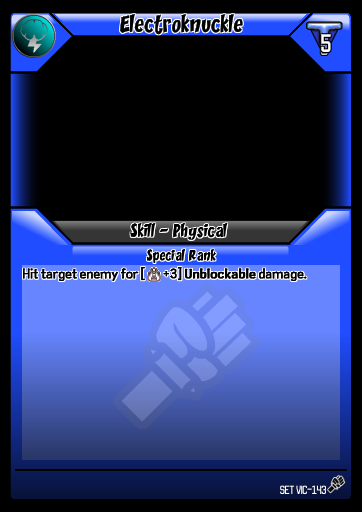 Electroknuckle
5
Skill - Physical
Special Rank
Hit target enemy for [ +3] Unblockable damage.
SET VIC-143